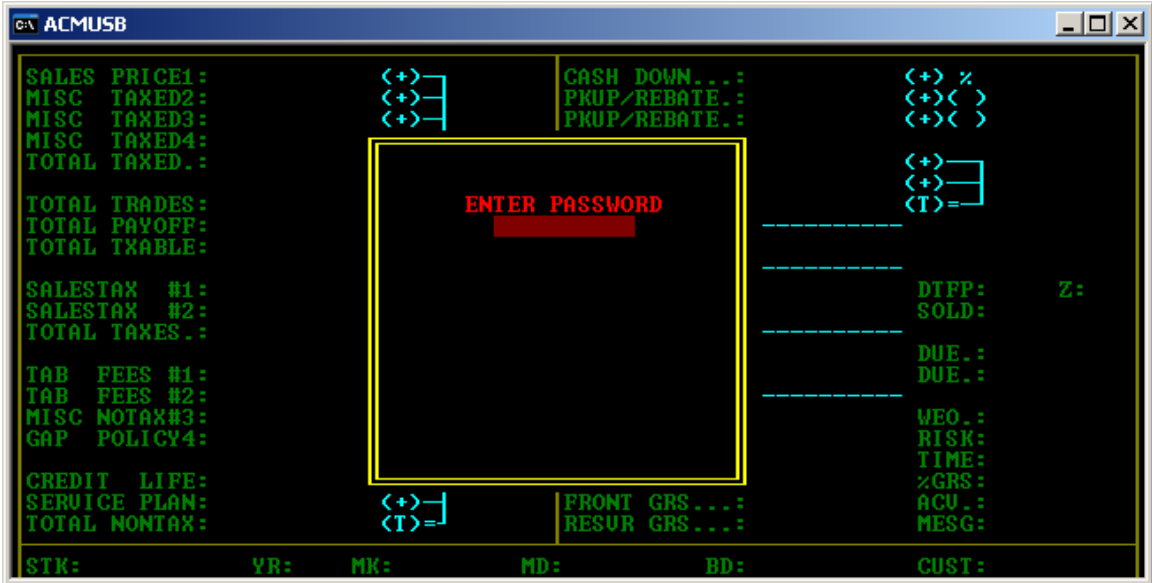 ACMUSB
SALES PRICE1: (+) CASH DOWN...: (+) %
MISC TAXED2: (+) PKUP/REBATE.: (+)( )
MISC TAXED3: (+) PKUP/REBATE.: (+)( )
MISC TAXED4:
TOTAL TAXED.: (+)
(+)
TOTAL TRADES: ENTER PASSWORD (T)=
TOTAL PAYOFF:
TOTAL TXABLE:
SALESTAX #1: DTFP: Z:
SALESTAX #2: SOLD:
TOTAL TAXES.:
DUE.:
TAB FEES #1: DUE.:
TAB FEES #2:
MISC NOTAX#3: WEO.:
GAP POLICY4: RISK:
TIME:
CREDIT LIFE: %GRS:
SERVICE PLAN: (+) FRONT GRS...: ACV.:
TOTAL NONTAX: (T)= RESVR GRS...: MESG:
STK: YR: MK: MD: BD: CUST: